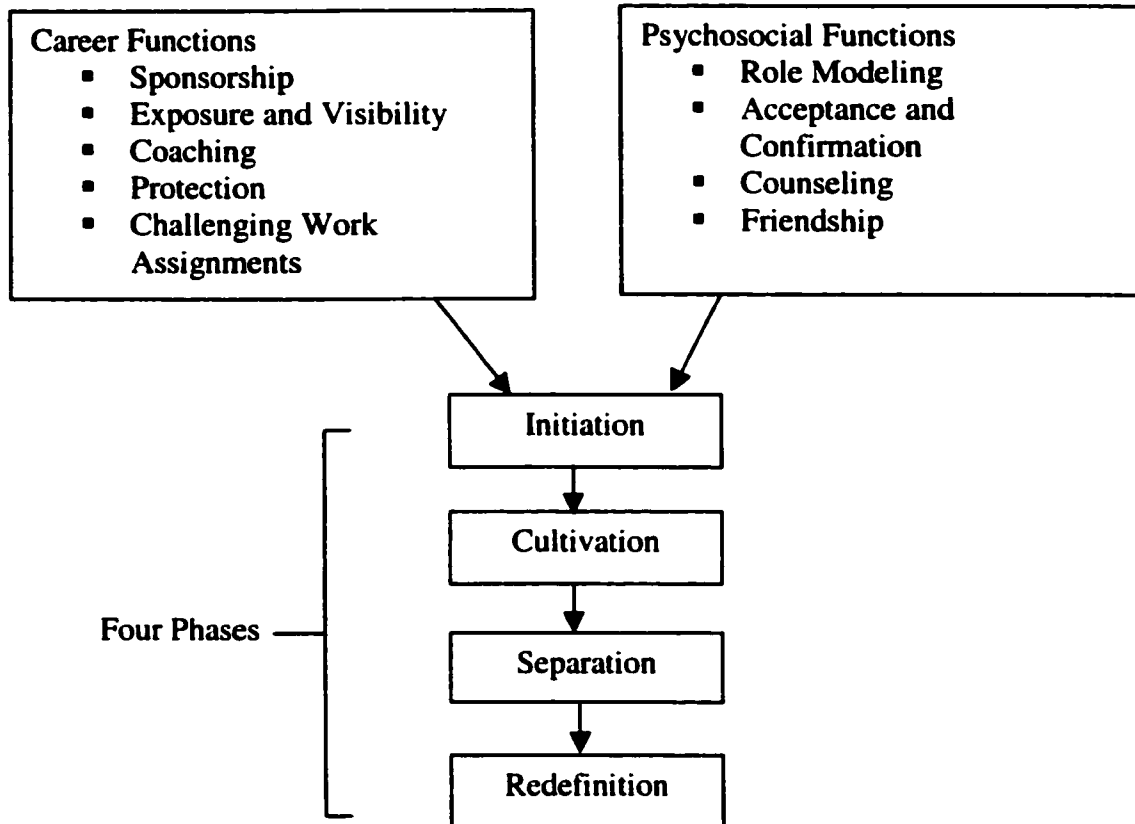 Career Functions
▪ Sponsorship
▪ Exposure and Visibility
▪ Coaching
▪ Protection
▪ Challenging Work
Assignments
Psychosocial Functions
▪ Role Modeling
▪ Acceptance and
Confirmation
▪ Counseling
▪ Friendship
Initiation
Cultivation
Four Phases
Separation
Redefinition